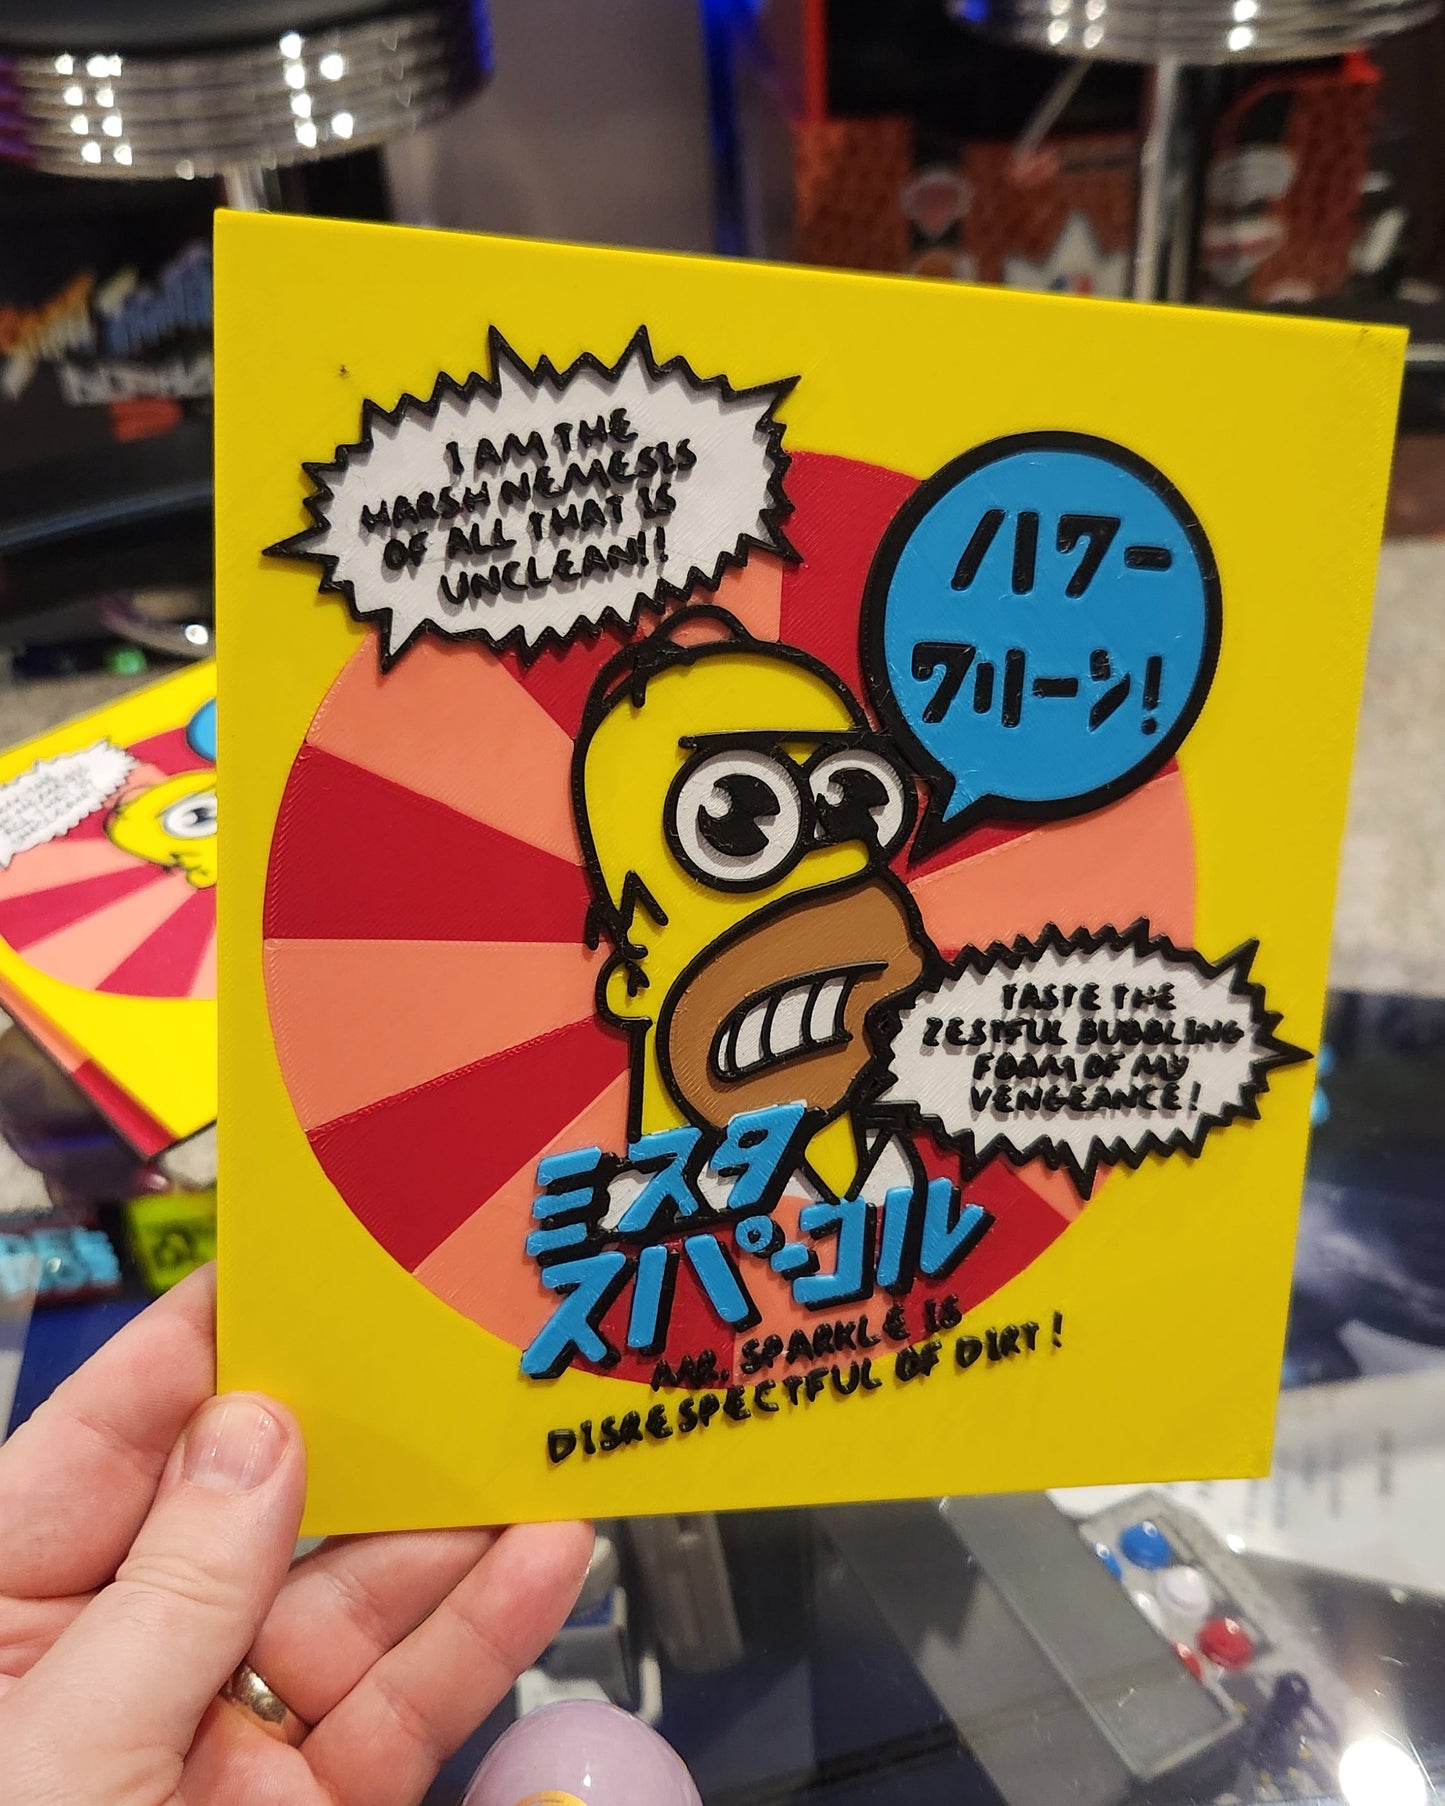 I AM THE
HARSH NEMESIS
OF ALL THAT IS
UNCLEAN!!
ハワー
ワリーン!
TASTE THE
ZESTFUL BUBBLING
FOAM OF MY
VENGEANCE!
ミスタ
スパーコル
MR. SPARKLE IS
DISRESPECTFUL OF DIRT!